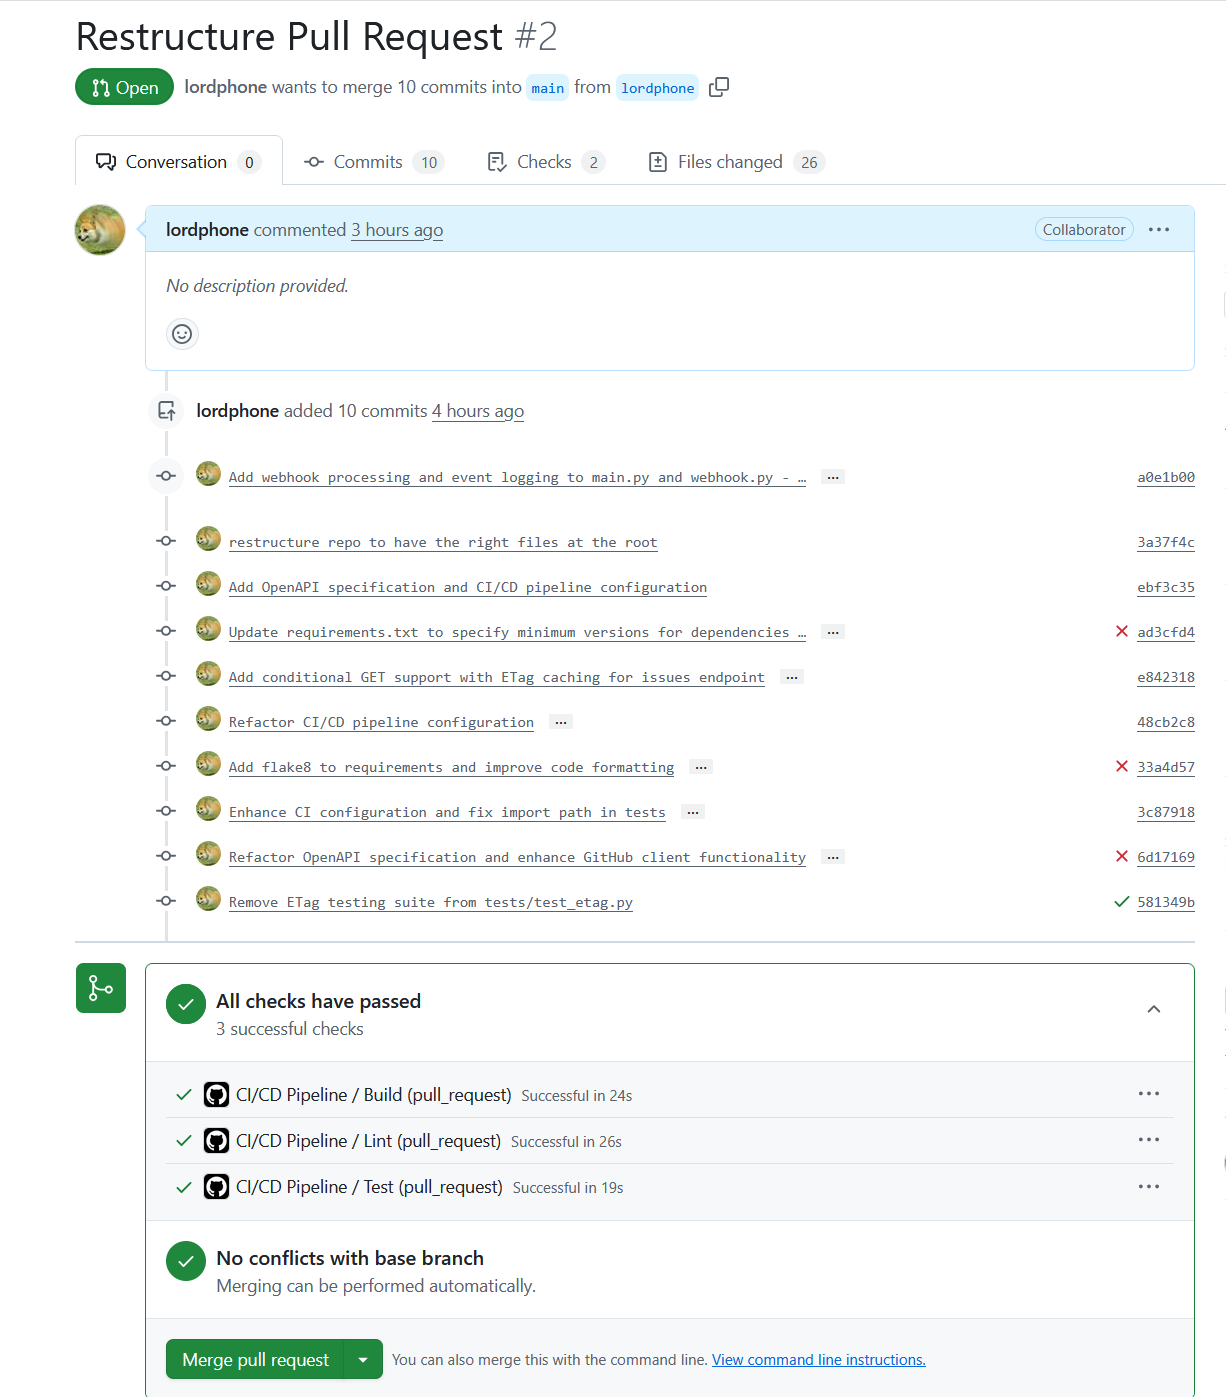 Restructure Pull Request #2
Open lordphone wants to merge 10 commits into main from lordphone
Conversation 0 Commits 10 Checks 2 Files changed 26
lordphone commented 3 hours ago Collaborator
No description provided.
lordphone added 10 commits 4 hours ago
Add webhook processing and event logging to main.py and webhook.py - … a0e1b00
restructure repo to have the right files at the root 3a37f4c
Add OpenAPI specification and CI/CD pipeline configuration ebf3c35
Update requirements.txt to specify minimum versions for dependencies … ad3cfd4
Add conditional GET support with ETag caching for issues endpoint e842318
Refactor CI/CD pipeline configuration 48cb2c8
Add flake8 to requirements and improve code formatting 33a4d57
Enhance CI configuration and fix import path in tests 3c87918
Refactor OpenAPI specification and enhance GitHub client functionality 6d17169
Remove ETag testing suite from tests/test_etag.py 581349b
All checks have passed
3 successful checks
CI/CD Pipeline / Build (pull_request) Successful in 24s
CI/CD Pipeline / Lint (pull_request) Successful in 26s
CI/CD Pipeline / Test (pull_request) Successful in 19s
No conflicts with base branch
Merging can be performed automatically.
Merge pull request You can also merge this with the command line. View command line instructions.